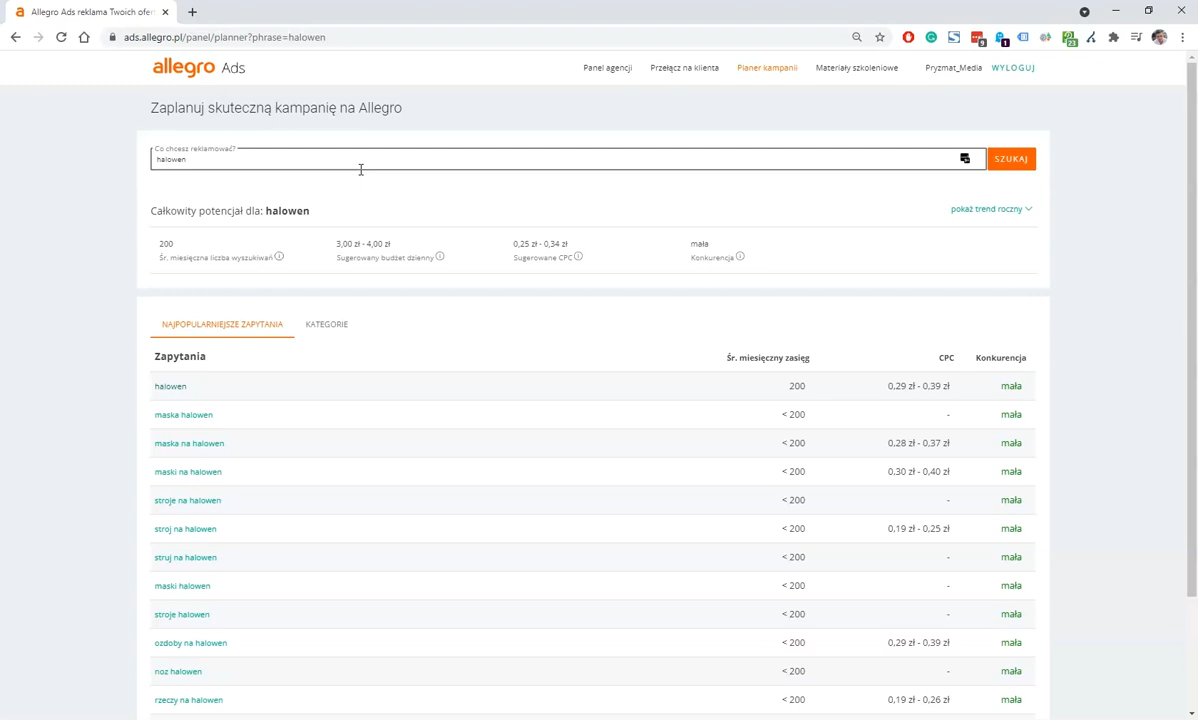 Allegro Ads reklama Twoich ofer
ads.allegro.pl/panel/planner?phrase=halowen
9
1
23
allegro Ads
Panel agencji
Przełącz na klienta
Planer kampanii
Materiały szkoleniowe
Pryzmat_Media
WYLOGUJ
Zaplanuj skuteczną kampanię na Allegro
Co chcesz reklamować?
halowen
SZUKAJ
Całkowity potencjał dla: halowen
pokaż trend roczny
200
3,00 zł - 4,00 zł
0,25 zł - 0,34 zł
mała
Śr. miesięczna liczba wyszukiwań
Sugerowany budżet dzienny
Sugerowane CPC
Konkurencja
NAJPOPULARNIEJSZE ZAPYTANIA
KATEGORIE
Zapytania Śr. miesięczny zasięg CPC Konkurencja
halowen 200 0,29 zł - 0,39 zł mała
maska halowen < 200 - mała
maska na halowen < 200 0,28 zł - 0,37 zł mała
maski na halowen < 200 0,30 zł - 0,40 zł mała
stroje na halowen < 200 - mała
stroj na halowen < 200 0,19 zł - 0,25 zł mała
struj na halowen < 200 - mała
maski halowen < 200 - mała
stroje halowen < 200 - mała
ozdoby na halowen < 200 0,29 zł - 0,39 zł mała
noz halowen < 200 - mała
rzeczy na halowen < 200 0,19 zł - 0,26 zł mała